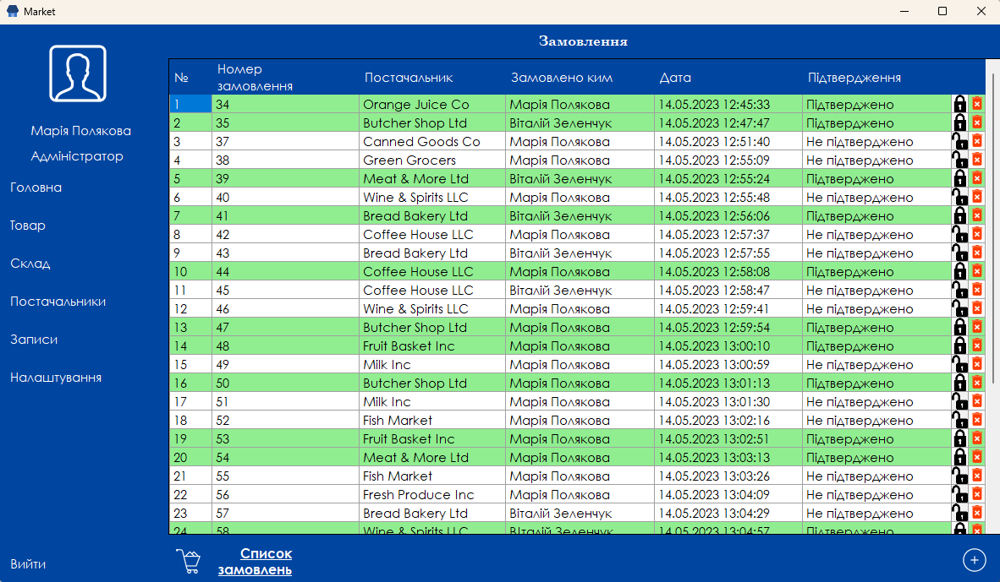 Market
Замовлення
Марія Полякова
Адміністратор
Головна
Товар
Склад
Постачальники
Записи
Налаштування
Вийти
№ Номер замовлення Постачальник Замовлено ким Дата Підтвердження
1 34 Orange Juice Co Марія Полякова 14.05.2023 12:45:33 Підтверджено
2 35 Butcher Shop Ltd Віталій Зеленчук 14.05.2023 12:47:47 Підтверджено
3 37 Canned Goods Co Марія Полякова 14.05.2023 12:51:40 Не підтверджено
4 38 Green Grocers Марія Полякова 14.05.2023 12:55:09 Не підтверджено
5 39 Meat & More Ltd Віталій Зеленчук 14.05.2023 12:55:24 Підтверджено
6 40 Wine & Spirits LLC Марія Полякова 14.05.2023 12:55:48 Не підтверджено
7 41 Bread Bakery Ltd Віталій Зеленчук 14.05.2023 12:56:06 Підтверджено
8 42 Coffee House LLC Марія Полякова 14.05.2023 12:57:37 Не підтверджено
9 43 Bread Bakery Ltd Віталій Зеленчук 14.05.2023 12:57:55 Не підтверджено
10 44 Coffee House LLC Марія Полякова 14.05.2023 12:58:08 Підтверджено
11 45 Coffee House LLC Віталій Зеленчук 14.05.2023 12:58:47 Не підтверджено
12 46 Wine & Spirits LLC Марія Полякова 14.05.2023 12:59:41 Не підтверджено
13 47 Butcher Shop Ltd Марія Полякова 14.05.2023 12:59:54 Підтверджено
14 48 Fruit Basket Inc Марія Полякова 14.05.2023 13:00:10 Підтверджено
15 49 Milk Inc Марія Полякова 14.05.2023 13:00:59 Не підтверджено
16 50 Butcher Shop Ltd Марія Полякова 14.05.2023 13:01:13 Підтверджено
17 51 Milk Inc Марія Полякова 14.05.2023 13:01:30 Не підтверджено
18 52 Fish Market Марія Полякова 14.05.2023 13:02:16 Не підтверджено
19 53 Fruit Basket Inc Марія Полякова 14.05.2023 13:02:51 Підтверджено
20 54 Meat & More Ltd Марія Полякова 14.05.2023 13:03:13 Підтверджено
21 55 Fish Market Марія Полякова 14.05.2023 13:03:26 Не підтверджено
22 56 Fresh Produce Inc Марія Полякова 14.05.2023 13:04:09 Не підтверджено
23 57 Bread Bakery Ltd Віталій Зеленчук 14.05.2023 13:04:29 Не підтверджено
24 58 Wine & Spirits LLC Віталій Зеленчук 14.05.2023 13:04:57 Підтверджено
Список
замовлень